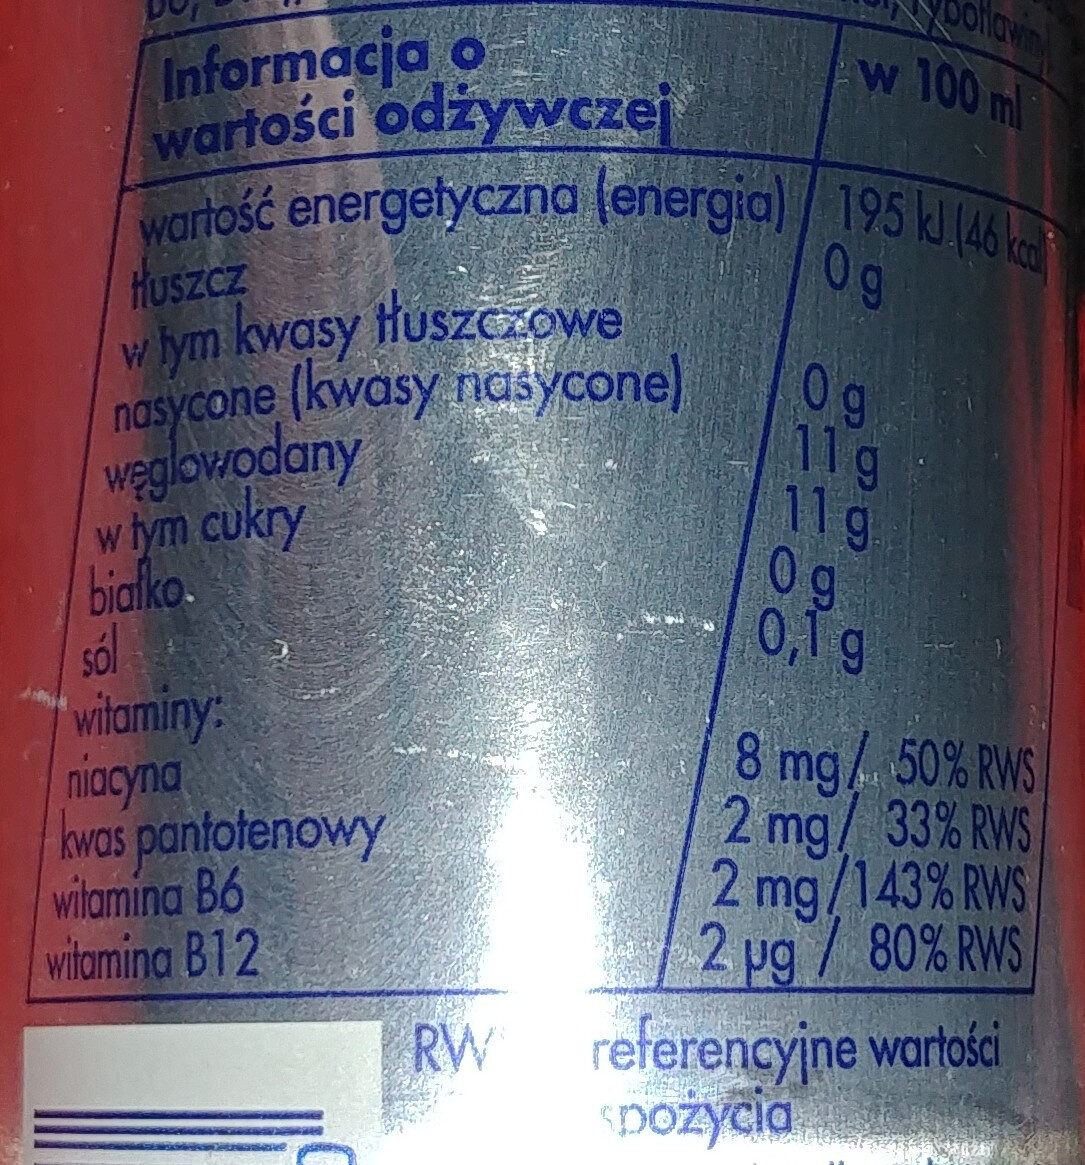 Informacja o
wartości odżywczej
w 100 ml
wartość energetyczna (energia) 195 kJ (46 kcal)
tłuszcz 0 g
w tym kwasy tłuszczowe
nasycone (kwasy nasycone) 0 g
węglowodany 11 g
w tym cukry 11 g
białko 0 g
sól 0,1 g
witaminy:
niacyna 8 mg/ 50% RWS
kwas pantotenowy 2 mg/ 33% RWS
witamina B6 2 mg/143% RWS
witamina B12 2 µg / 80% RWS
referencyjne wartości
spożycia